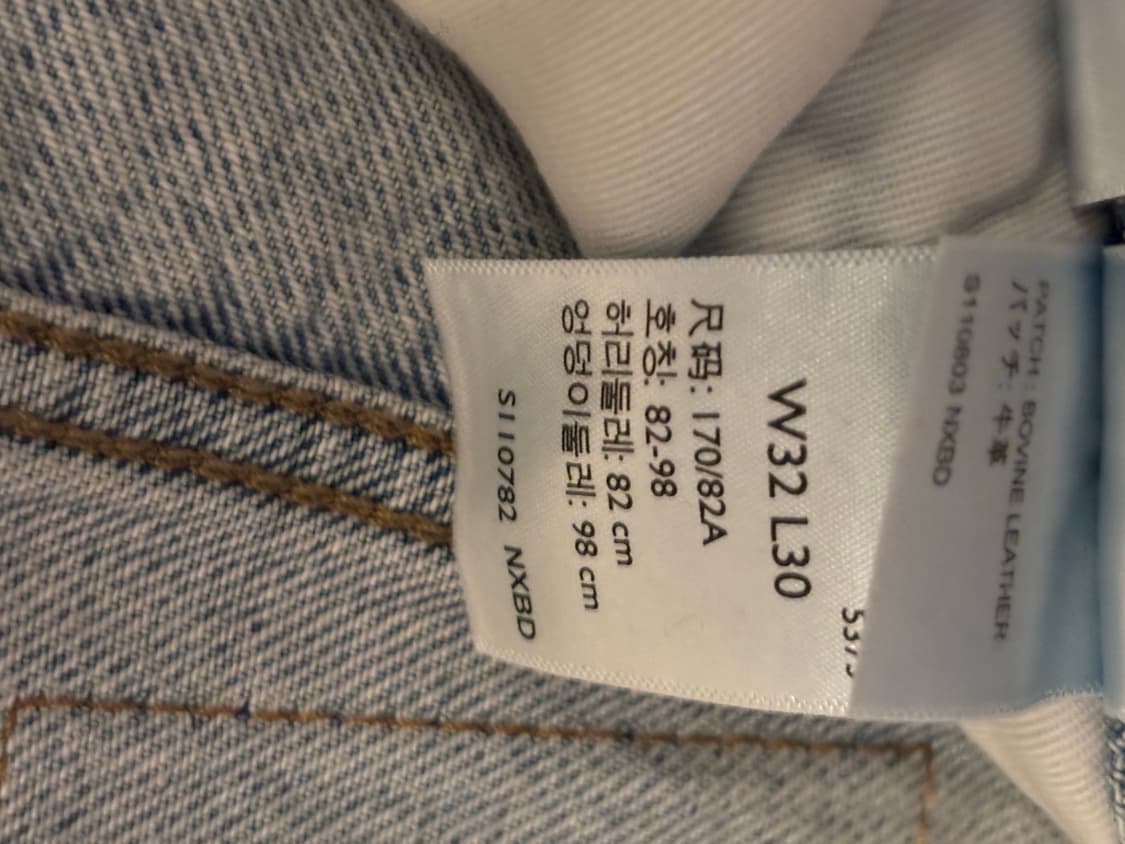 PATCH : BOVINE LEATHER
パッチ : 牛革
S110803 NXBD
W32 L30
尺码: 170/82A
호칭: 82-98
허리둘레: 82 cm
엉덩이둘레: 98 cm
S110782 NXBD